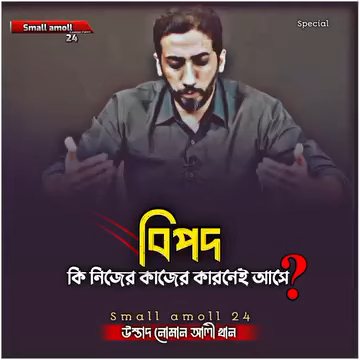 Small amoll
24
Special
বিপদ
কি নিজের কাজের কারনেই আসে?
Small amoll 24
উস্তাদ নোমান আলী খান